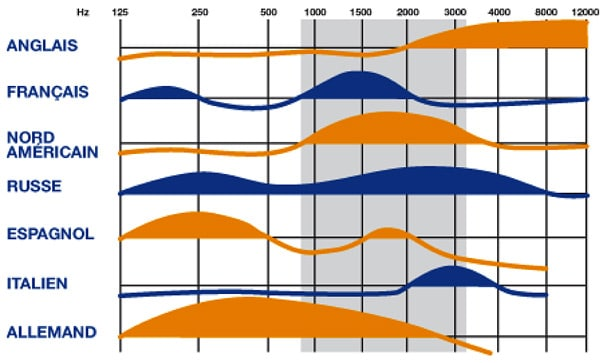 Hz 125 250 500 1000 1500 2000 3000 4000 8000 12000
ANGLAIS
FRANÇAIS
NORD
AMÉRICAIN
RUSSE
ESPAGNOL
ITALIEN
ALLEMAND